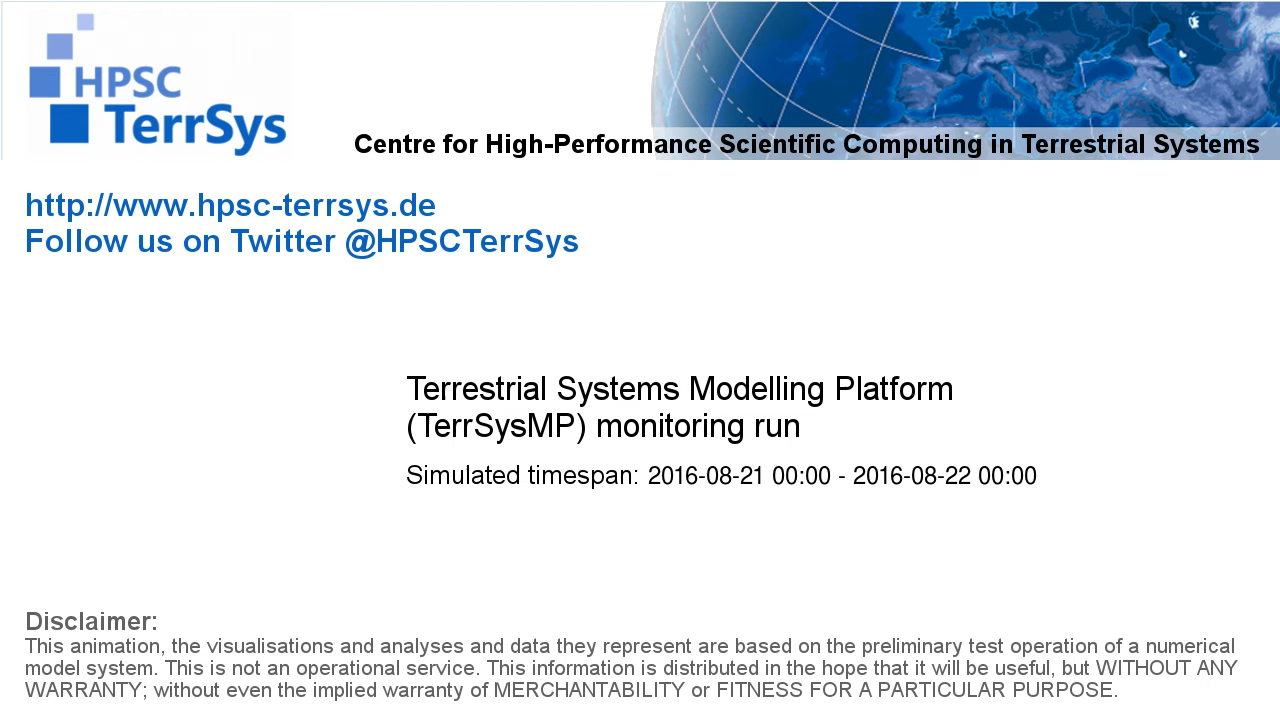 HPSC
TerrSys
Centre for High-Performance Scientific Computing in Terrestrial Systems
http://www.hpsc-terrsys.de
Follow us on Twitter @HPSCTerrSys
Terrestrial Systems Modelling Platform
(TerrSysMP) monitoring run
Simulated timespan: 2016-08-21 00:00 - 2016-08-22 00:00
Disclaimer:
This animation, the visualisations and analyses and data they represent are based on the preliminary test operation of a numerical
model system. This is not an operational service. This information is distributed in the hope that it will be useful, but WITHOUT ANY
WARRANTY; without even the implied warranty of MERCHANTABILITY or FITNESS FOR A PARTICULAR PURPOSE.